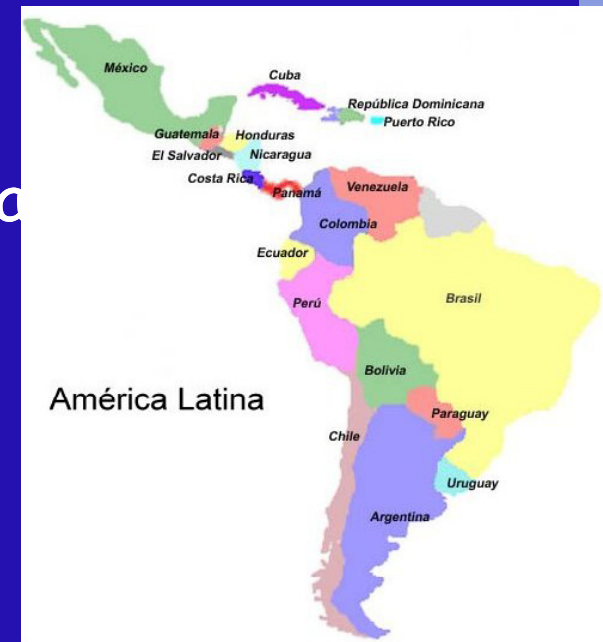 México
Cuba
República Dominicana
Puerto Rico
Guatemala
Honduras
El Salvador
Nicaragua
Costa Rica
Panamá
Venezuela
Colombia
Ecuador
Perú
Brasil
Bolivia
América Latina
Paraguay
Chile
Uruguay
Argentina